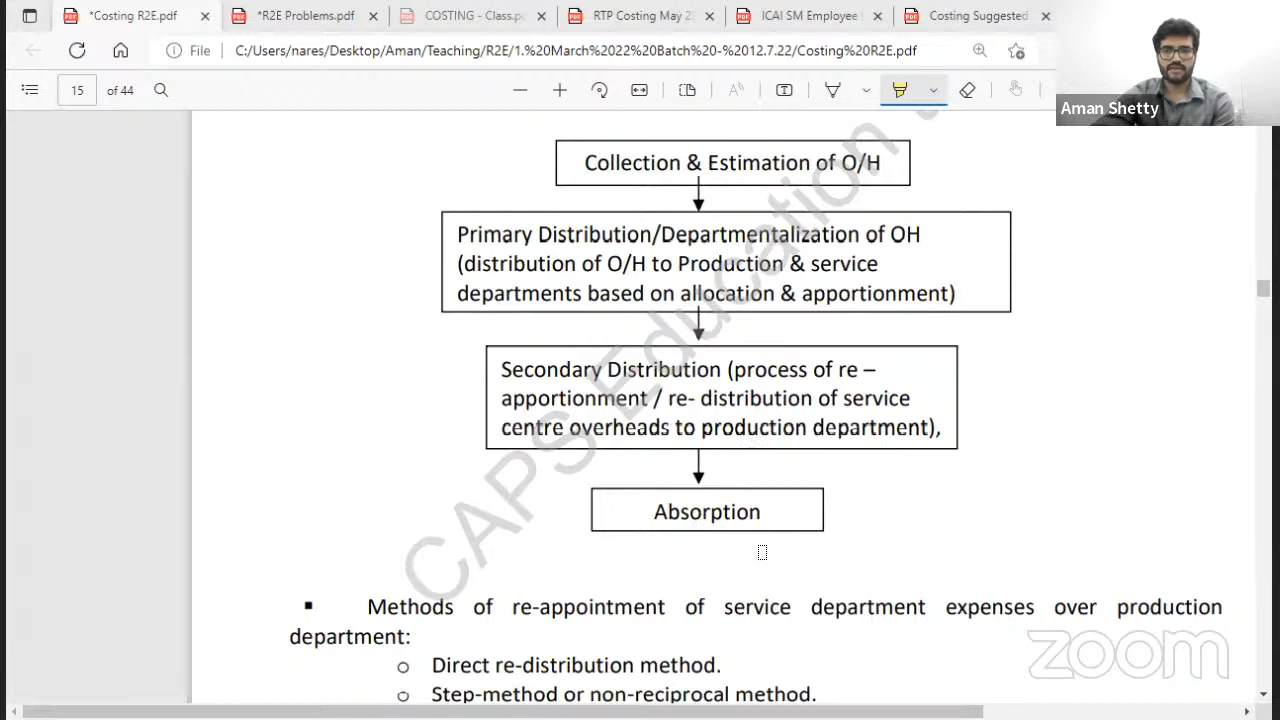 *Costing R2E.pdf
*R2E Problems.pdf
COSTING - Class.p
RTP Costing May 2
ICAI SM Employee
Costing Suggested
File
C:/Users/nares/Desktop/Aman/Teaching/R2E/1.%20March%2022%20Batch%20-%2012.7.22/Costing%20R2E.pdf
15 of 44
Aman Shetty
Collection & Estimation of O/H
Primary Distribution/Departmentalization of OH
(distribution of O/H to Production & service
departments based on allocation & apportionment)
Secondary Distribution (process of re –
apportionment / re- distribution of service
centre overheads to production department),
Absorption
CAPS Education
▪ Methods of re-appointment of service department expenses over production
department:
o Direct re-distribution method.
o Step-method or non-reciprocal method.
zoom